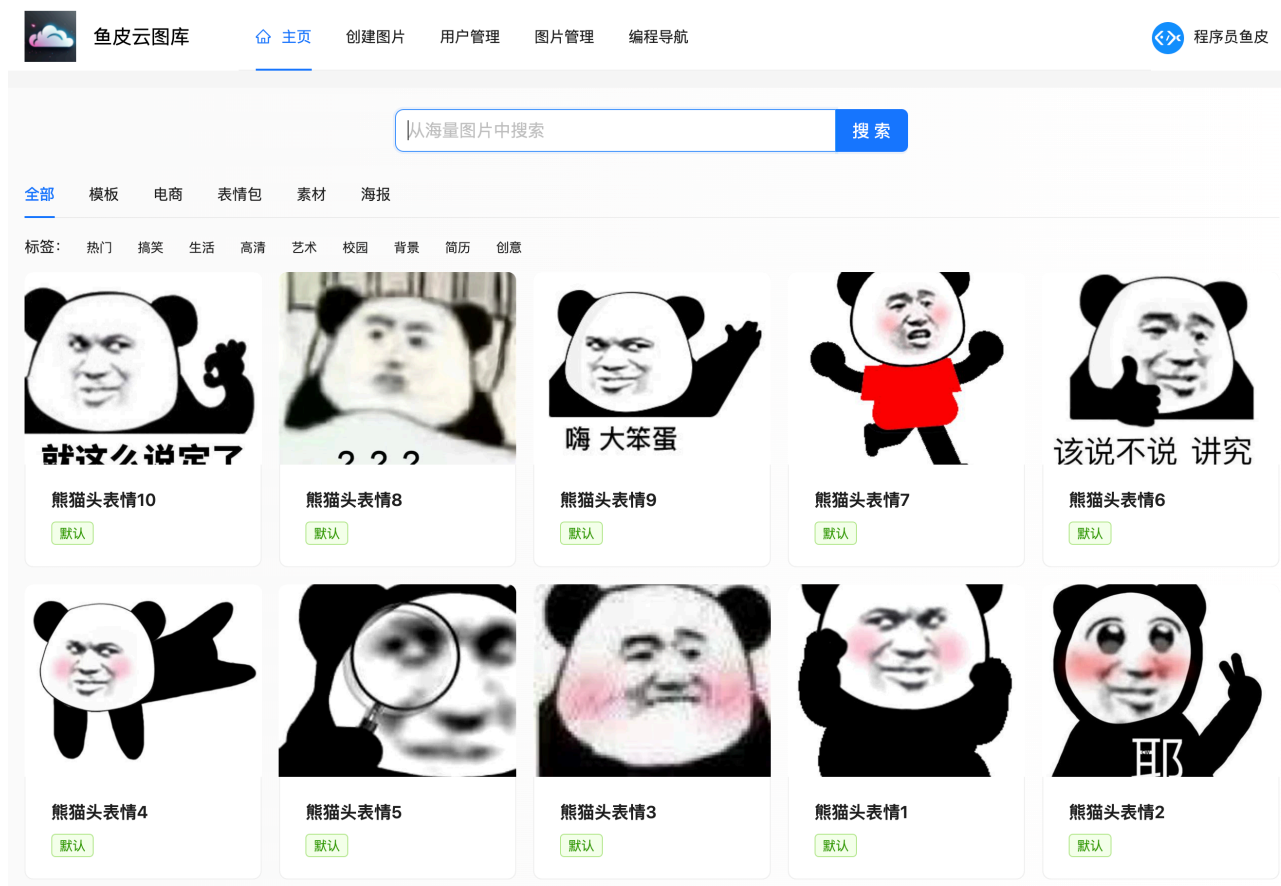 鱼皮云图库 主页 创建图片 用户管理 图片管理 编程导航 程序员鱼皮
从海量图片中搜索 搜 索
全部 模板 电商 表情包 素材 海报
标签： 热门 搞笑 生活 高清 艺术 校园 背景 简历 创意
就这么说定了
? ? ?
嗨 大笨蛋
该说不说 讲究
熊猫头表情10 熊猫头表情8 熊猫头表情9 熊猫头表情7 熊猫头表情6
默认 默认 默认 默认 默认
耶
熊猫头表情4 熊猫头表情5 熊猫头表情3 熊猫头表情1 熊猫头表情2
默认 默认 默认 默认 默认